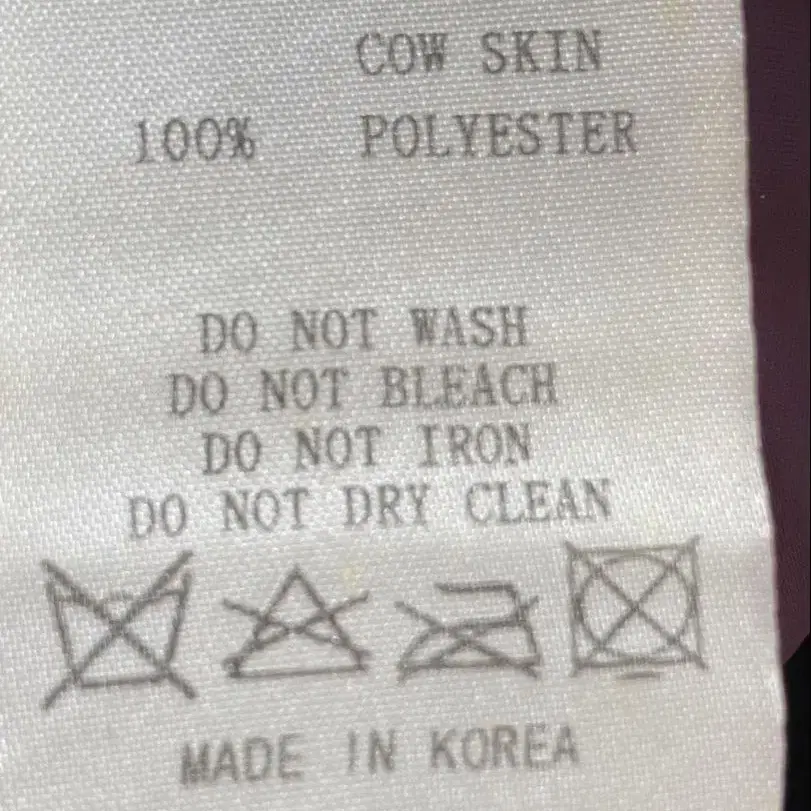 COW SKIN
100% POLYESTER
DO NOT WASH
DO NOT BLEACH
DO NOT IRON
DO NOT DRY CLEAN
MADE IN KOREA